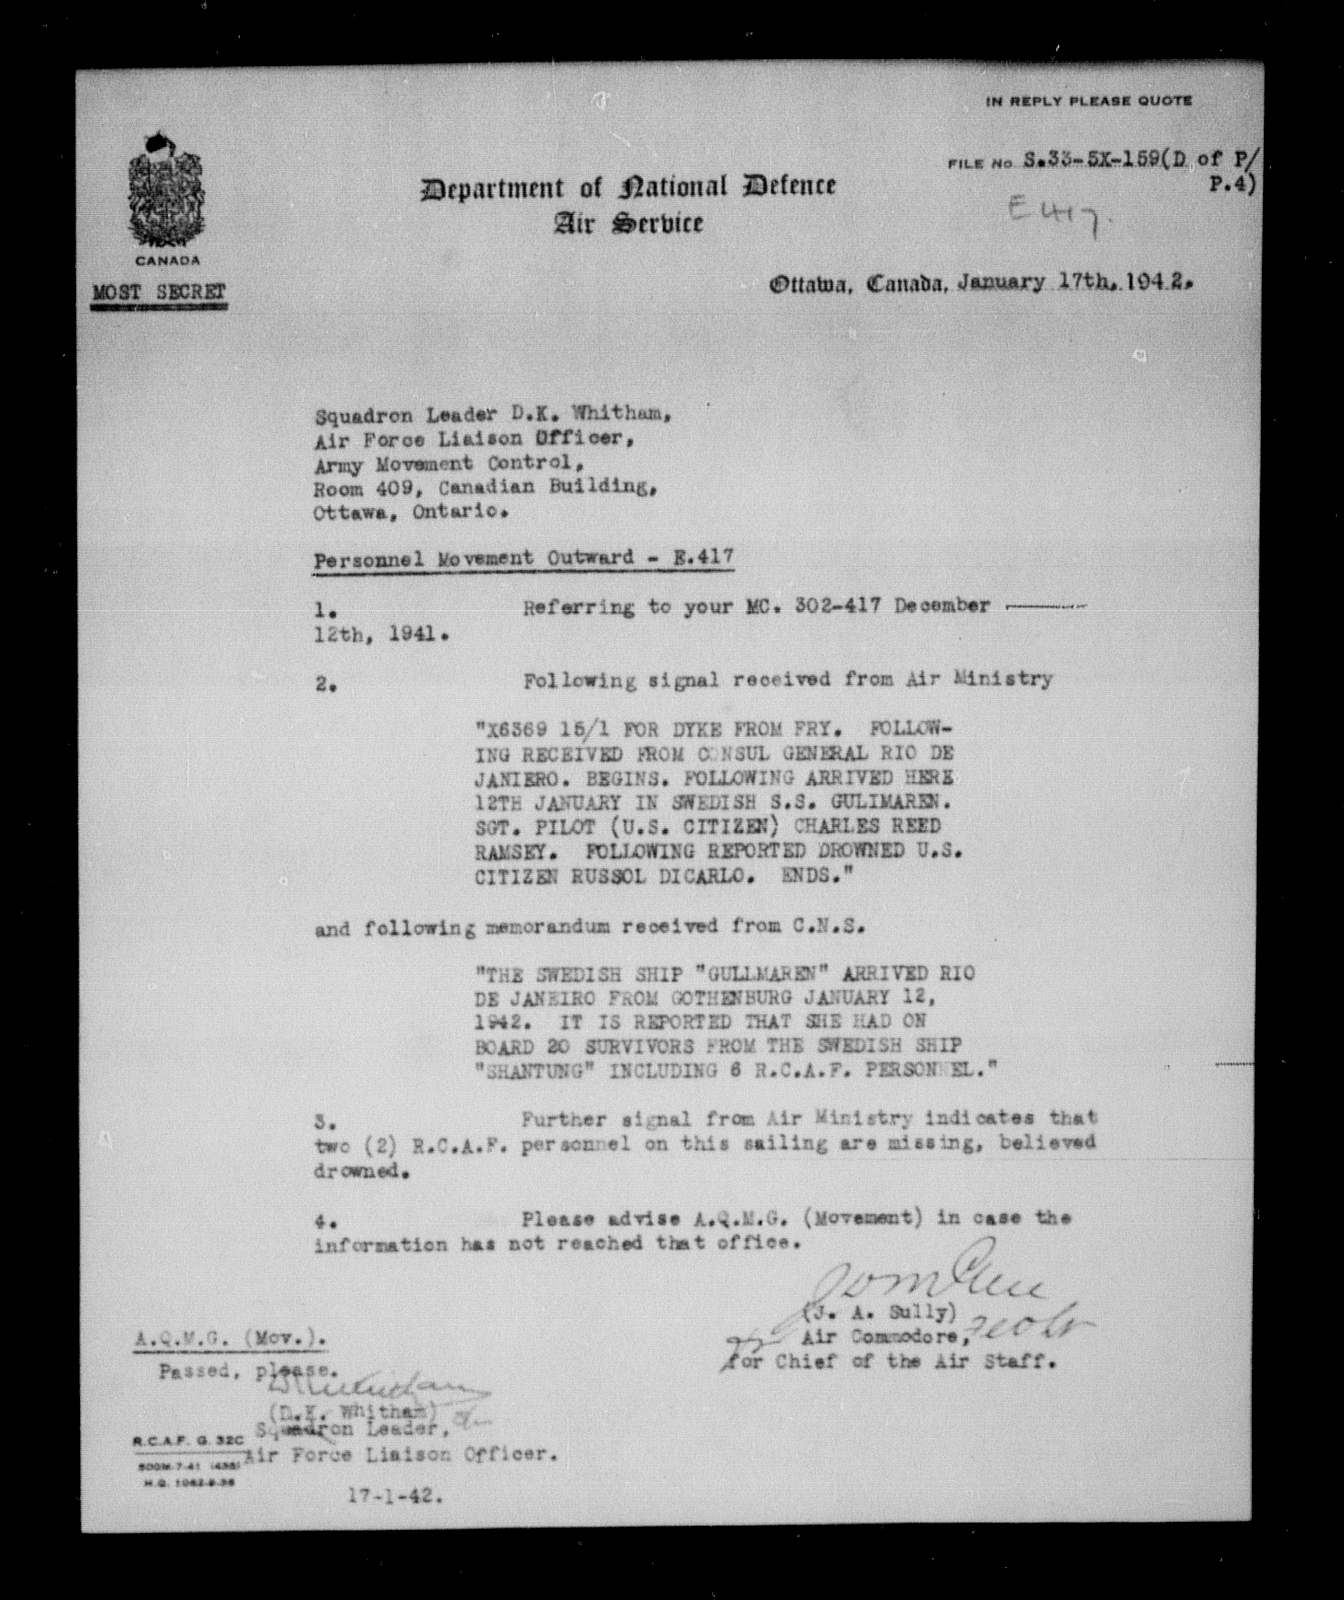 IN REPLY PLEASE QUOTE
FILE No. S.33-5X-159(D of P/
P.4)
E 417.
Department of National Defence
Air Service
CANADA
MOST SECRET
Ottawa, Canada, January 17th, 1942.
Squadron Leader D.K. Whitham,
Air Force Liaison Officer,
Army Movement Control,
Room 409, Canadian Building,
Ottawa, Ontario.
Personnel Movement Outward - E.417
1. Referring to your MC. 302-417 December
12th, 1941.
2. Following signal received from Air Ministry
"X6369 15/1 FOR DYKE FROM FRY. FOLLOW-
ING RECEIVED FROM CONSUL GENERAL RIO DE
JANIERO. BEGINS. FOLLOWING ARRIVED HERE
12TH JANUARY IN SWEDISH S.S. GULIMAREN.
SGT. PILOT (U.S. CITIZEN) CHARLES REED
RAMSEY. FOLLOWING REPORTED DROWNED U.S.
CITIZEN RUSSOL DICARLO. ENDS."
and following memorandum received from C.N.S.
"THE SWEDISH SHIP "GULLMAREN" ARRIVED RIO
DE JANEIRO FROM GOTHENBURG JANUARY 12,
1942. IT IS REPORTED THAT SHE HAD ON
BOARD 20 SURVIVORS FROM THE SWEDISH SHIP
"SHANTUNG" INCLUDING 6 R.C.A.F. PERSONNEL."
3. Further signal from Air Ministry indicates that
two (2) R.C.A.F. personnel on this sailing are missing, believed
drowned.
4. Please advise A.Q.M.G. (Movement) in case the
information has not reached that office.
(J. A. Sully)
Air Commodore,
for Chief of the Air Staff.
A.Q.M.G. (Mov.).
Passed, please.
(D.K. Whitham)
Squadron Leader,
Air Force Liaison Officer.
17-1-42.
R.C.A.F. G. 32C
500M-7-41 (438)
H.Q. 1062-9-36